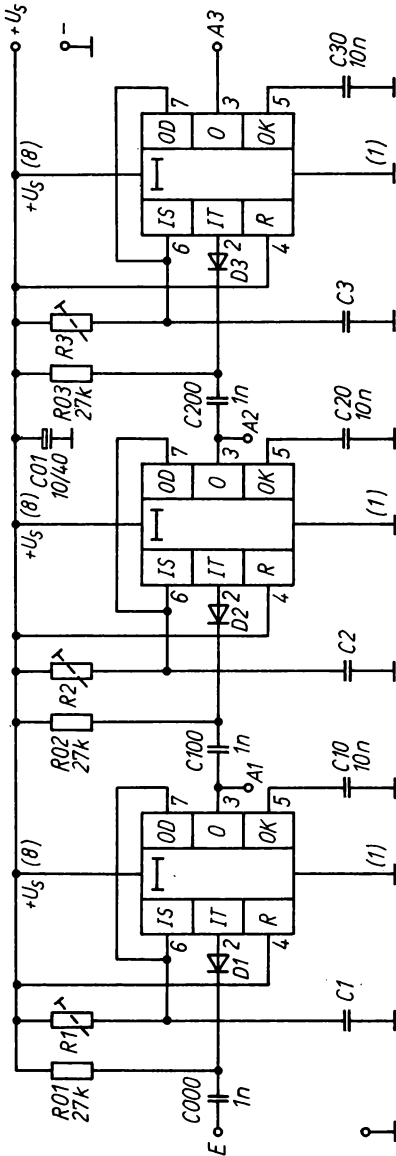 +U_S
–
R01
27k
R1
+U_S (8)
R02
27k
R2
+U_S (8)
C01
10/40
R03
27k
R3
+U_S (8)
E
C000
1n
D1
6
2
4
IS
IT
R
I
OD
O
OK
7
3
5
A1
C100
1n
D2
6
2
4
IS
IT
R
I
OD
O
OK
7
3
5
A2
C200
1n
D3
6
2
4
IS
IT
R
I
OD
O
OK
7
3
5
A3
C1
(1)
C10
10n
C2
(1)
C20
10n
C3
(1)
C30
10n